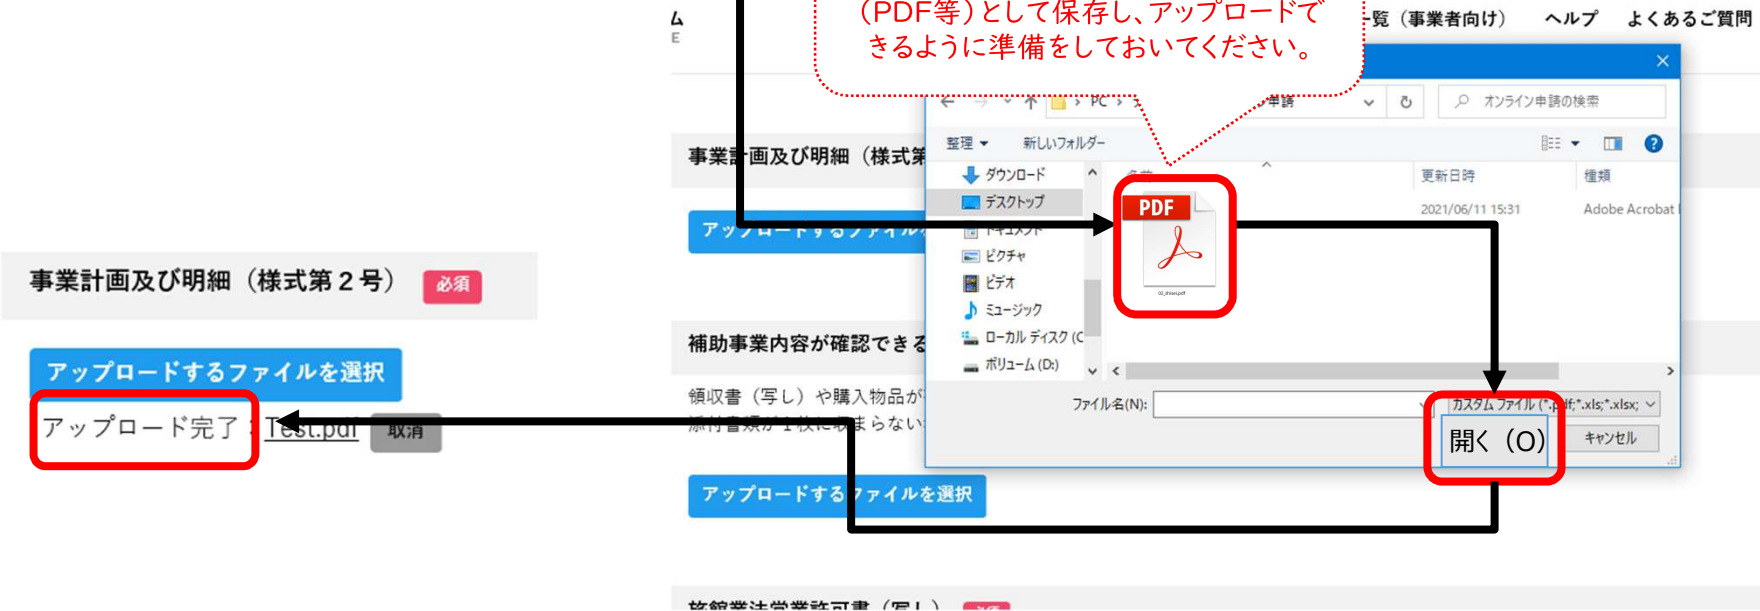 ム
E
（PDF等）として保存し、アップロードで
きるように準備をしておいてください。
覧（事業者向け）
ヘルプ
よくあるご質問
PC
申請
オンライン申請の検索
整理
新しいフォルダー
ダウンロード
デスクトップ
ドキュメント
ピクチャ
ビデオ
ミュージック
ローカル ディスク (C
ボリューム (D:)
名前
更新日時
種類
PDF
2021/06/11 15:31
Adobe Acrobat
ファイル名(N):
カスタム ファイル (*.pdf;*.xls;*.xlsx;
開く（O）
キャンセル
事業計画及び明細（様式第
アップロードするファイル
補助事業内容が確認できる
領収書（写し）や購入物品が
添付書類が１枚に収まらない
アップロードするファイルを選択
旅館業法営業許可書（写し）
必須
事業計画及び明細（様式第２号）
必須
アップロードするファイルを選択
アップロード完了：Test.pdf
取消